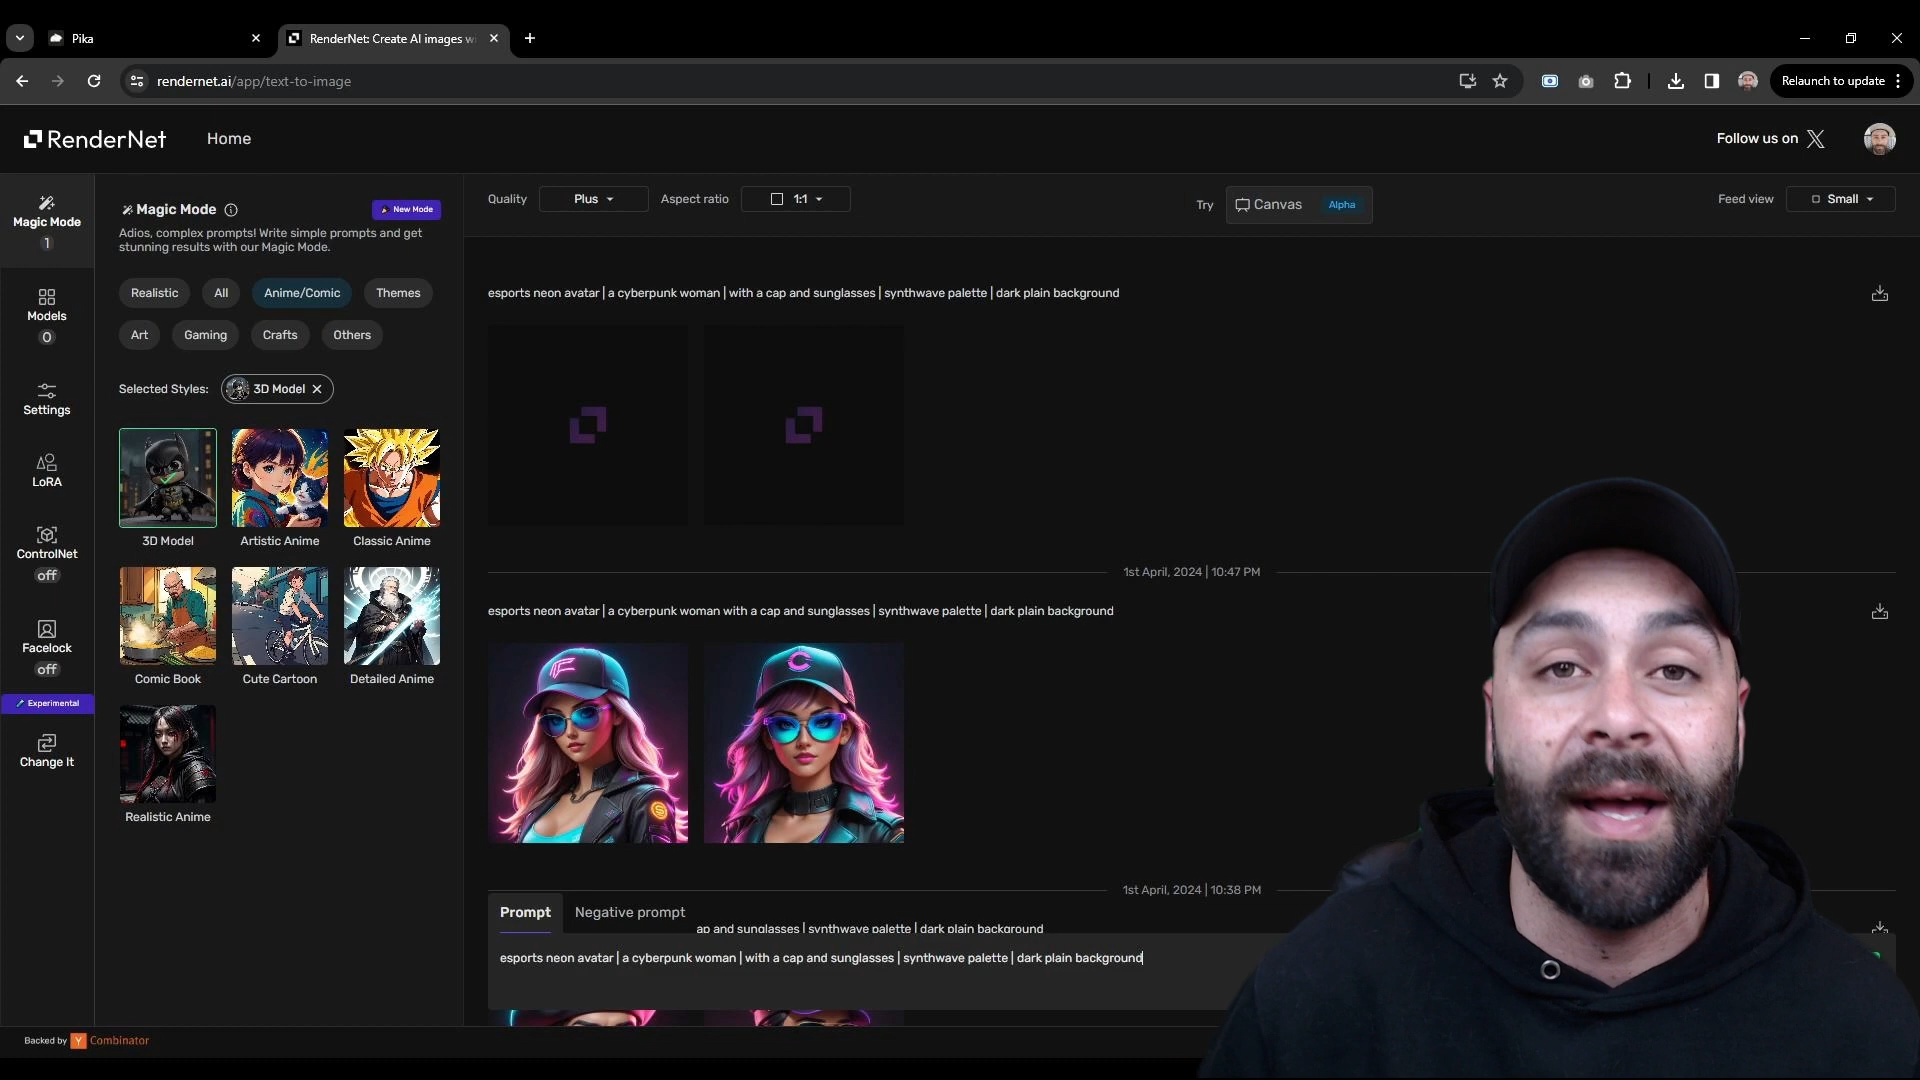 Pika
RenderNet: Create AI images w
rendernet.ai/app/text-to-image
Relaunch to update
RenderNet
Home
Follow us on X
Magic Mode
1
Models
0
Settings
LoRA
ControlNet
off
Facelock
off
Experimental
Change It
Magic Mode
New Mode
Adios, complex prompts! Write simple prompts and get
stunning results with our Magic Mode.
Realistic
All
Anime/Comic
Themes
Art
Gaming
Crafts
Others
Selected Styles:
3D Model
3D Model
Artistic Anime
Classic Anime
Comic Book
Cute Cartoon
Detailed Anime
Realistic Anime
Quality
Plus
Aspect ratio
1:1
Try
Canvas
Alpha
Feed view
Small
esports neon avatar | a cyberpunk woman | with a cap and sunglasses | synthwave palette | dark plain background
1st April, 2024 | 10:47 PM
esports neon avatar | a cyberpunk woman with a cap and sunglasses | synthwave palette | dark plain background
C
1st April, 2024 | 10:38 PM
Prompt
Negative prompt
ap and sunglasses | synthwave palette | dark plain background
esports neon avatar | a cyberpunk woman | with a cap and sunglasses | synthwave palette | dark plain background
Backed by Y Combinator